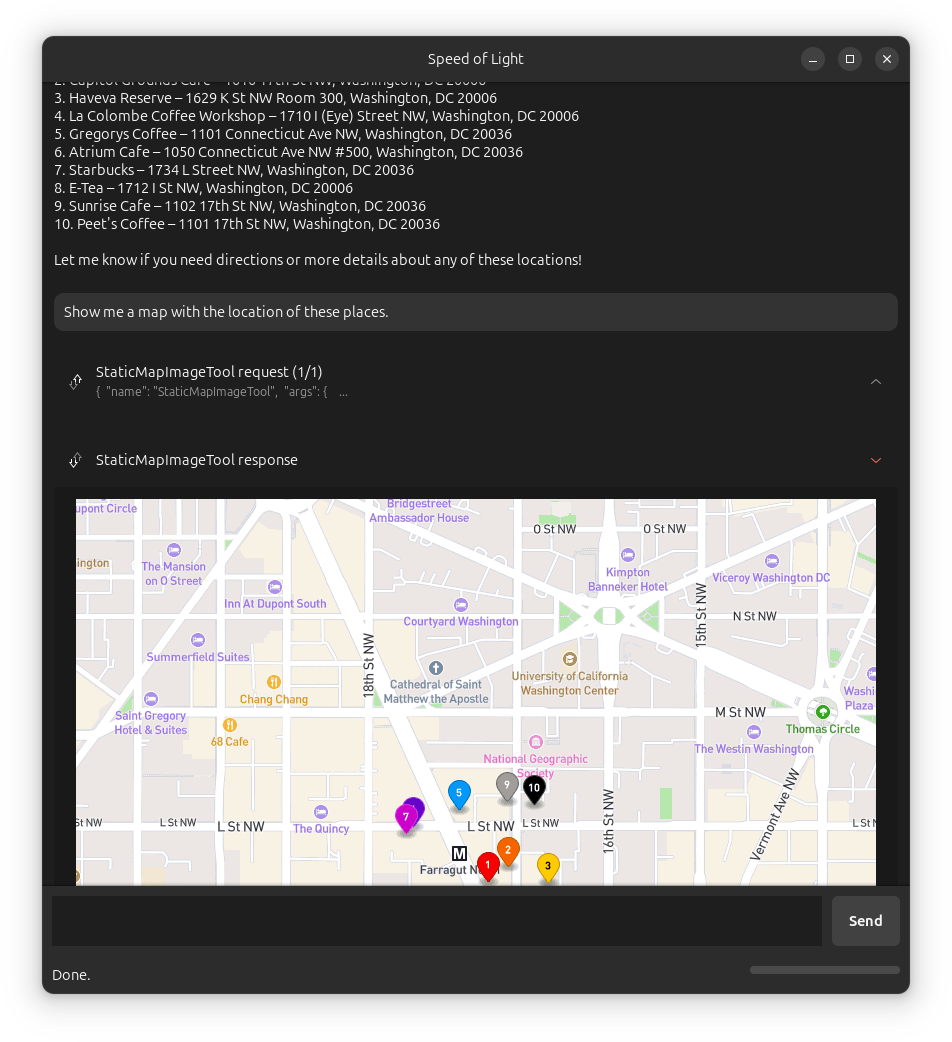 Speed of Light
2. Capitol Grounds Cafe – 1010 17th St NW, Washington, DC 20006
3. Haveva Reserve – 1629 K St NW Room 300, Washington, DC 20006
4. La Colombe Coffee Workshop – 1710 I (Eye) Street NW, Washington, DC 20006
5. Gregorys Coffee – 1101 Connecticut Ave NW, Washington, DC 20036
6. Atrium Cafe – 1050 Connecticut Ave NW #500, Washington, DC 20036
7. Starbucks – 1734 L Street NW, Washington, DC 20036
8. E-Tea – 1712 I St NW, Washington, DC 20006
9. Sunrise Cafe – 1102 17th St NW, Washington, DC 20036
10. Peet's Coffee – 1101 17th St NW, Washington, DC 20036
Let me know if you need directions or more details about any of these locations!
Show me a map with the location of these places.
StaticMapImageTool request (1/1)
{ "name": "StaticMapImageTool", "args": { ...
StaticMapImageTool response
upont Circle
Bridgestreet
Ambassador House
O St NW
O St NW
ington
The Mansion
on O Street
Kimpton
Banneker Hotel
Viceroy Washington DC
Inn At Dupont South
Courtyard Washington
15th St NW
N St NW
Summerfield Suites
18th St NW
Cathedral of Saint
Matthew the Apostle
University of California
Washington Center
Chang Chang
Saint Gregory
Hotel & Suites
68 Cafe
M St NW
Washi
Plaza
Thomas Circle
The Westin Washington
National Geographic
Society
5
9
10
7
St NW
L St NW
L St NW
The Quincy
L St NW
L St NW
16th St NW
Vermont Ave NW
L St N
M
Farragut N
1
2
3
Send
Done.